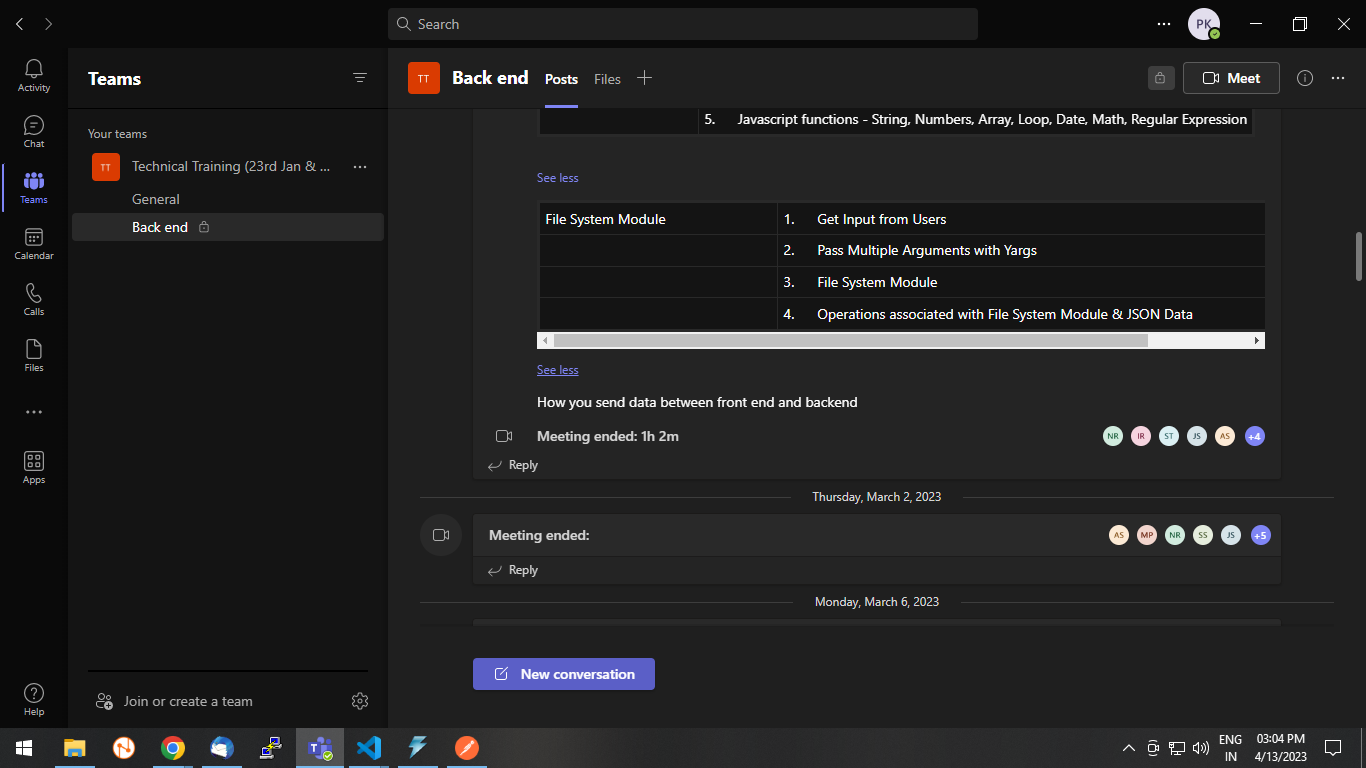 Search
PK
Activity
Chat
Teams
Calendar
Calls
Files
Apps
Help
Teams
Your teams
TT
Technical Training (23rd Jan & ...
General
Back end
Join or create a team
TT
Back end
Posts
Files
Meet
5. Javascript functions - String, Numbers, Array, Loop, Date, Math, Regular Expression
See less
File System Module 1. Get Input from Users
2. Pass Multiple Arguments with Yargs
3. File System Module
4. Operations associated with File System Module & JSON Data
See less
How you send data between front end and backend
Meeting ended: 1h 2m
NR IR ST JS AS +4
Reply
Thursday, March 2, 2023
Meeting ended:
AS MP NR SS JS +5
Reply
Monday, March 6, 2023
New conversation
ENG
IN
03:04 PM
4/13/2023